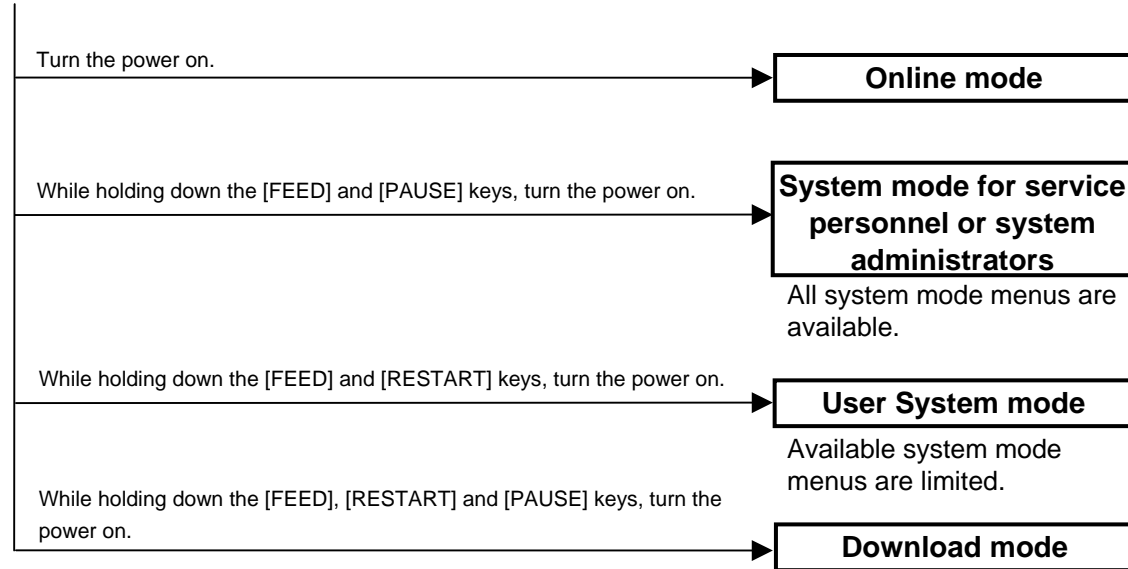 Turn the power on.
Online mode
While holding down the [FEED] and [PAUSE] keys, turn the power on.
System mode for service
personnel or system
administrators
All system mode menus are
available.
While holding down the [FEED] and [RESTART] keys, turn the power on.
User System mode
Available system mode
menus are limited.
While holding down the [FEED], [RESTART] and [PAUSE] keys, turn the
power on.
Download mode